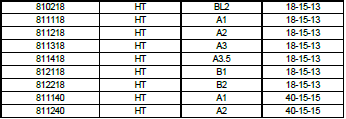 810218 HT BL2 18-15-13
811118 HT A1 18-15-13
811218 HT A2 18-15-13
811318 HT A3 18-15-13
811418 HT A3.5 18-15-13
812118 HT B1 18-15-13
812218 HT B2 18-15-13
811140 HT A1 40-15-15
811240 HT A2 40-15-15